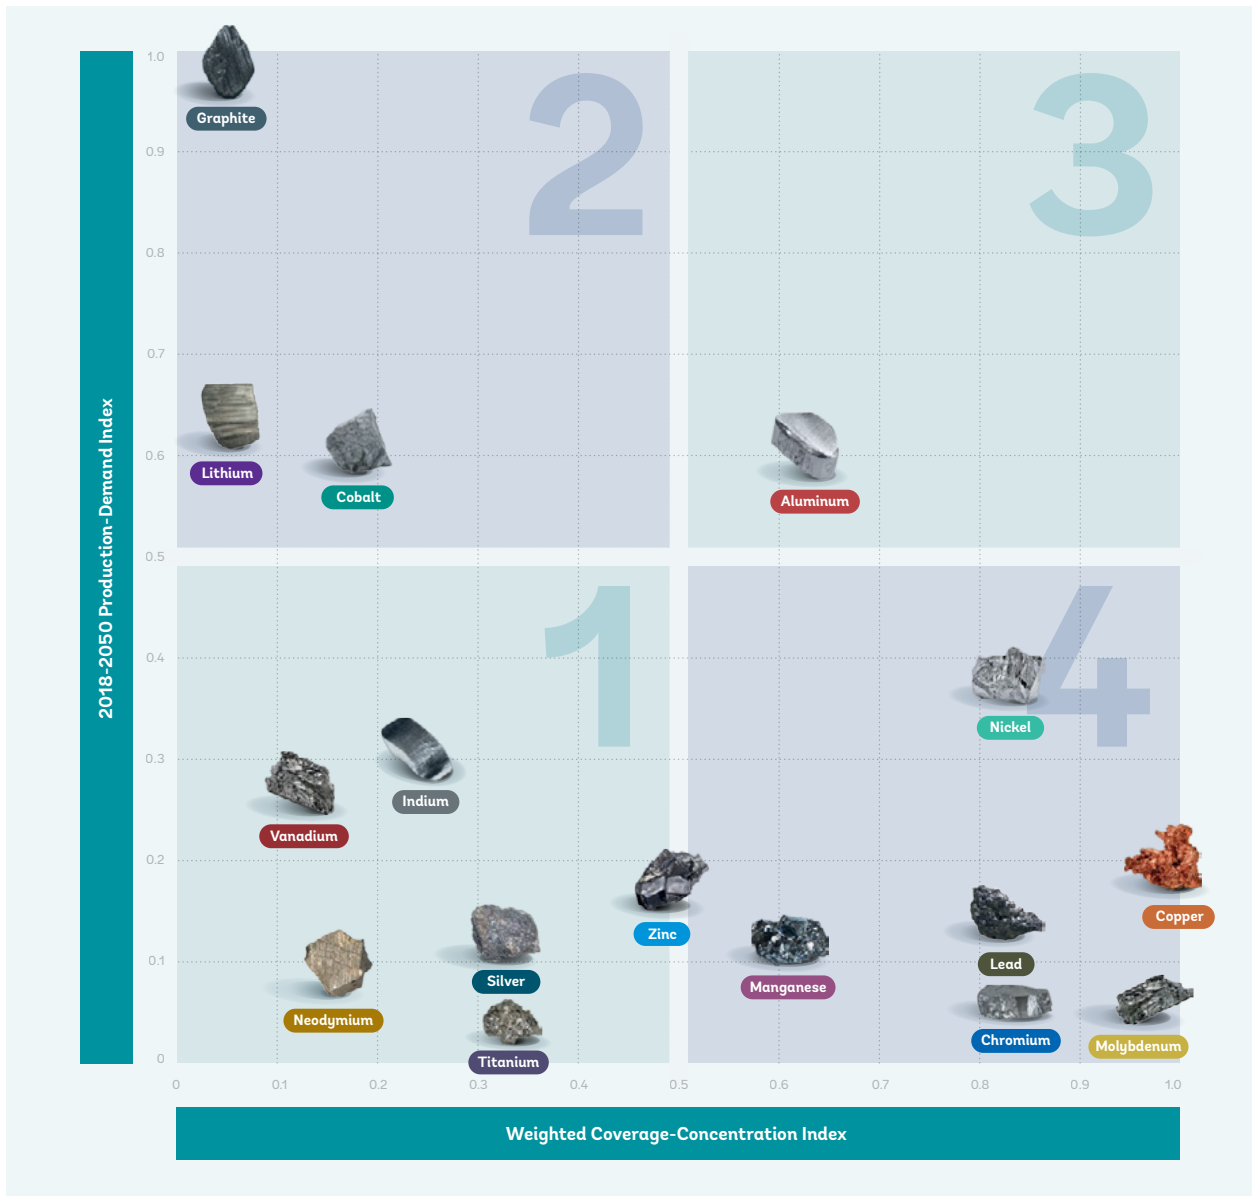 2018-2050 Production-Demand Index
1.0
0.9
0.8
0.7
0.6
0.5
0.4
0.3
0.2
0.1
0
2
3
1
4
Graphite
Lithium
Cobalt
Aluminum
Nickel
Indium
Vanadium
Copper
Zinc
Lead
Silver
Manganese
Neodymium
Chromium
Molybdenum
Titanium
0 0.1 0.2 0.3 0.4 0.5 0.6 0.7 0.8 0.9 1.0
Weighted Coverage-Concentration Index